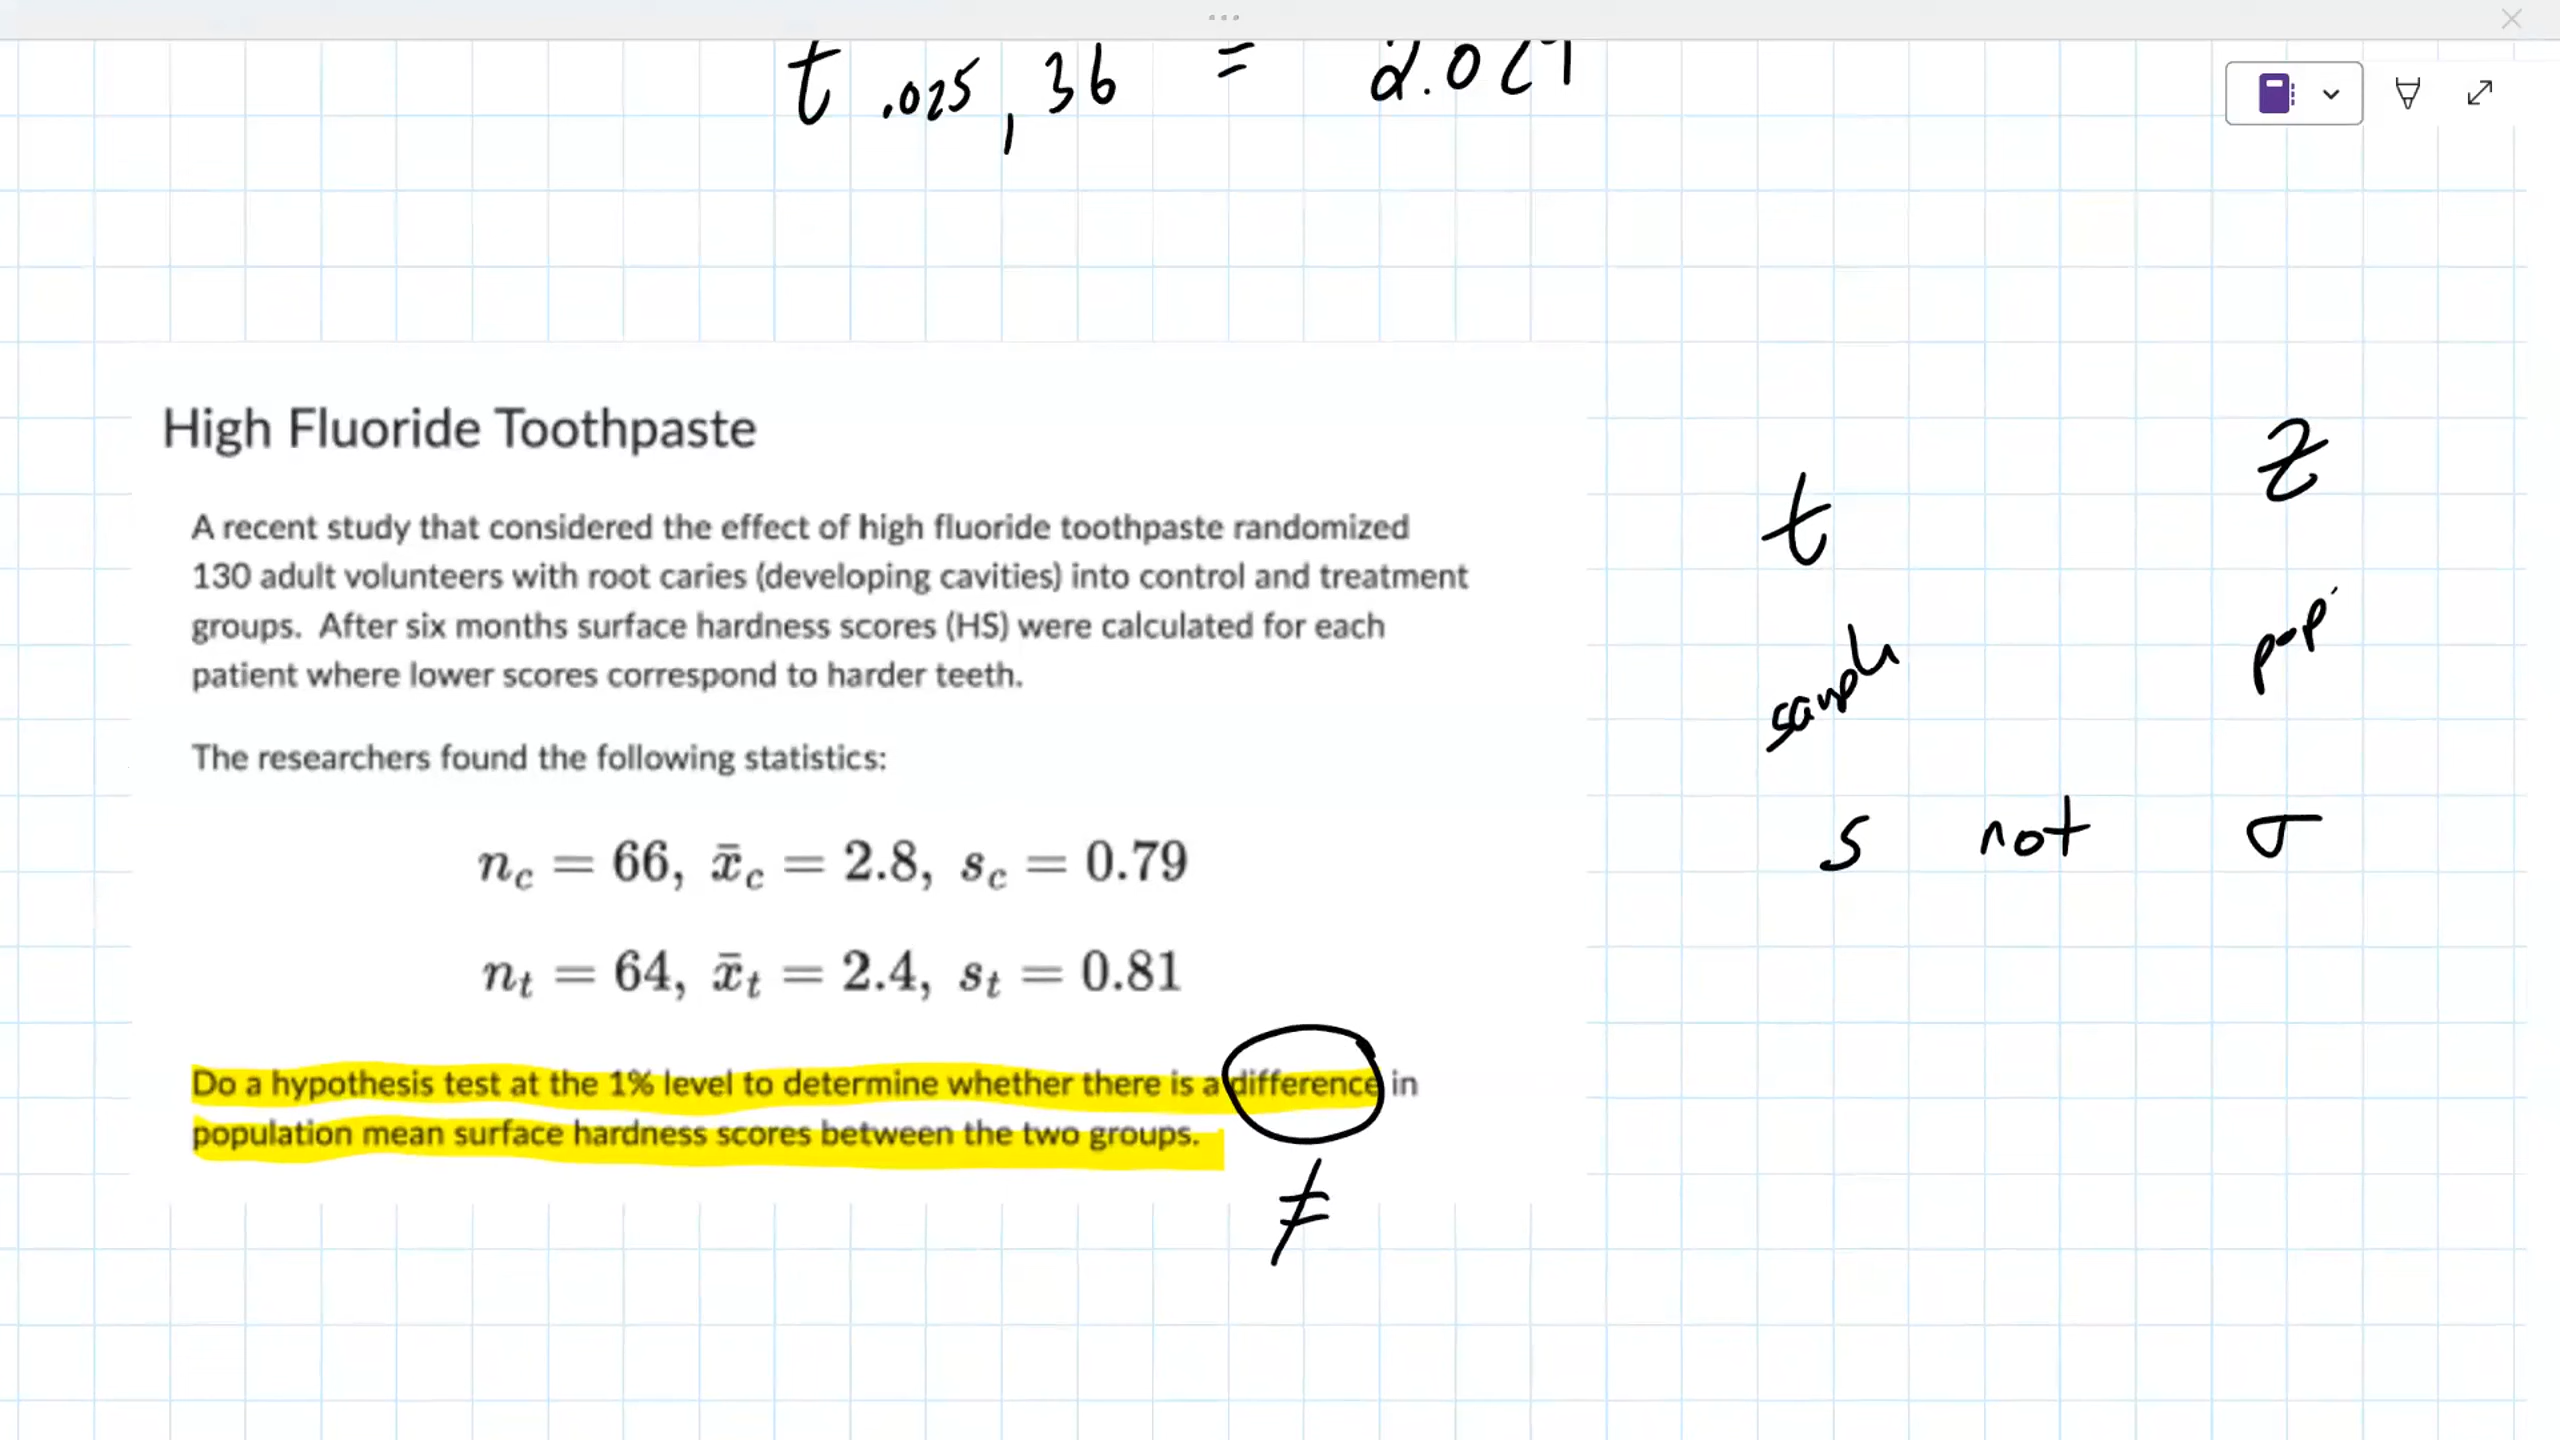 t .025, 36 =
High Fluoride Toothpaste
A recent study that considered the effect of high fluoride toothpaste randomized
130 adult volunteers with root caries (developing cavities) into control and treatment
groups. After six months surface hardness scores (HS) were calculated for each
patient where lower scores correspond to harder teeth.
The researchers found the following statistics:
n_c = 66, x̄_c = 2.8, s_c = 0.79
n_t = 64, x̄_t = 2.4, s_t = 0.81
Do a hypothesis test at the 1% level to determine whether there is a difference in
population mean surface hardness scores between the two groups.
≠
t z
sample pop
s not σ